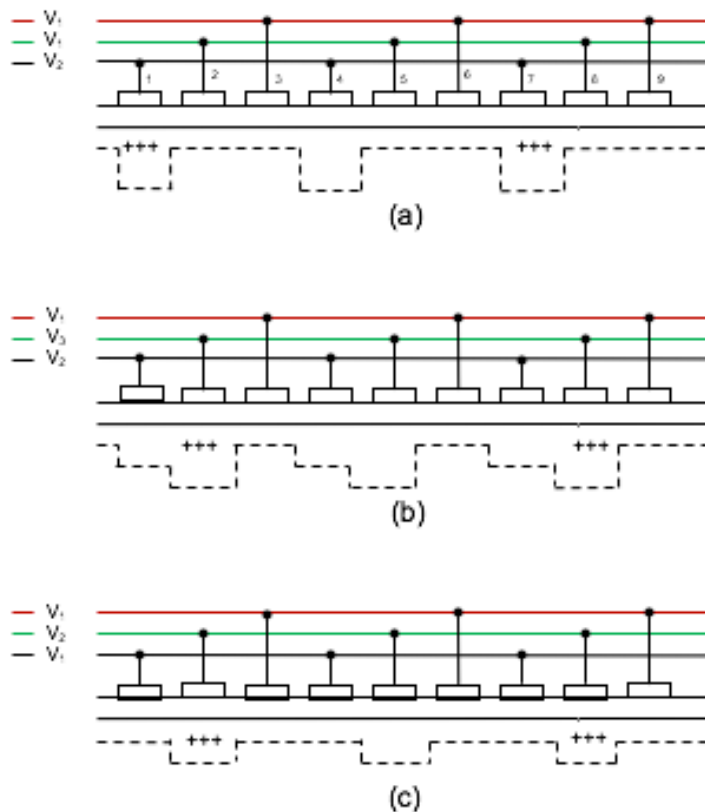 V₁
V₁
V₂
1 2 3 4 5 6 7 8 9
+++ +++
(a)
V₁
V₃
V₂
+++ +++
(b)
V₁
V₂
V₁
+++ +++
(c)